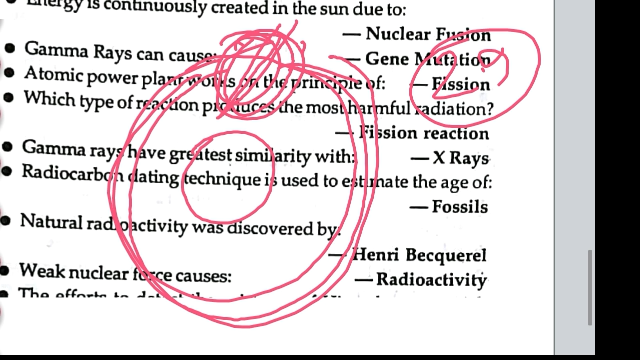 Energy is continuously created in the sun due to:
— Nuclear Fusion
• Gamma Rays can cause:
— Gene Mutation
• Atomic power plant works on the principle of:
— Fission
• Which type of reaction produces the most harmful radiation?
— Fission reaction
• Gamma rays have greatest similarity with:
— X Rays
• Radiocarbon dating technique is used to estimate the age of:
— Fossils
• Natural radioactivity was discovered by:
— Henri Becquerel
• Weak nuclear force causes:
— Radioactivity
• The efforts to